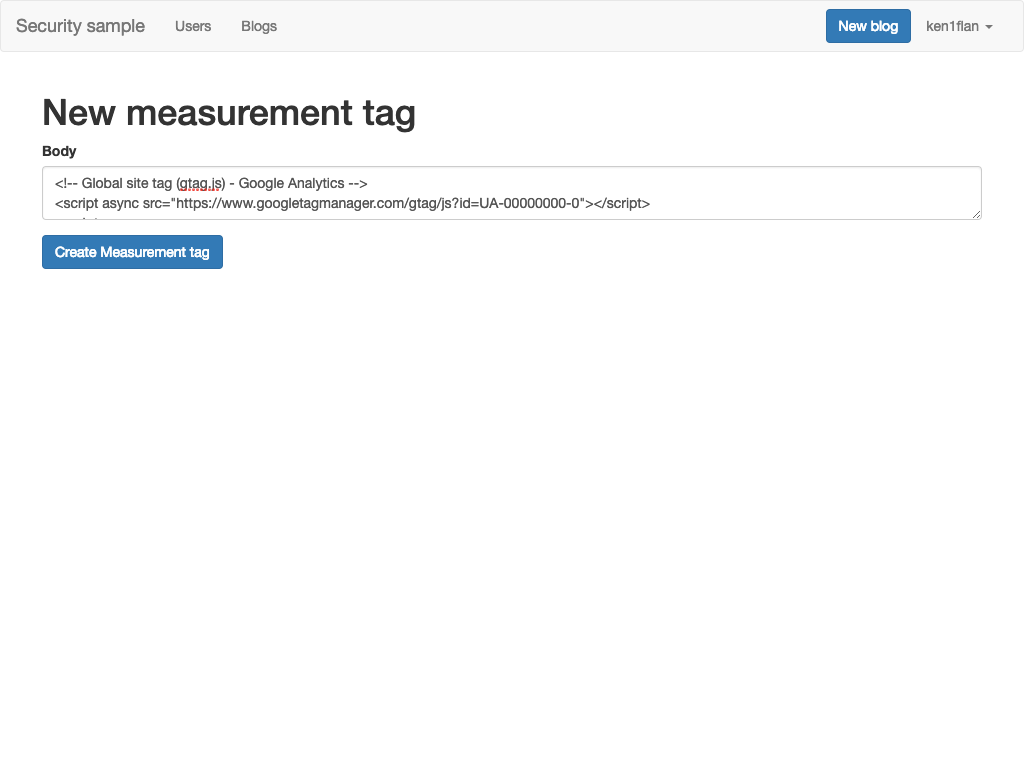 Security sample Users Blogs New blog ken1flan
New measurement tag
Body
<!-- Global site tag (gtag.js) - Google Analytics -->
<script async src="https://www.googletagmanager.com/gtag/js?id=UA-00000000-0"></script>
Create Measurement tag